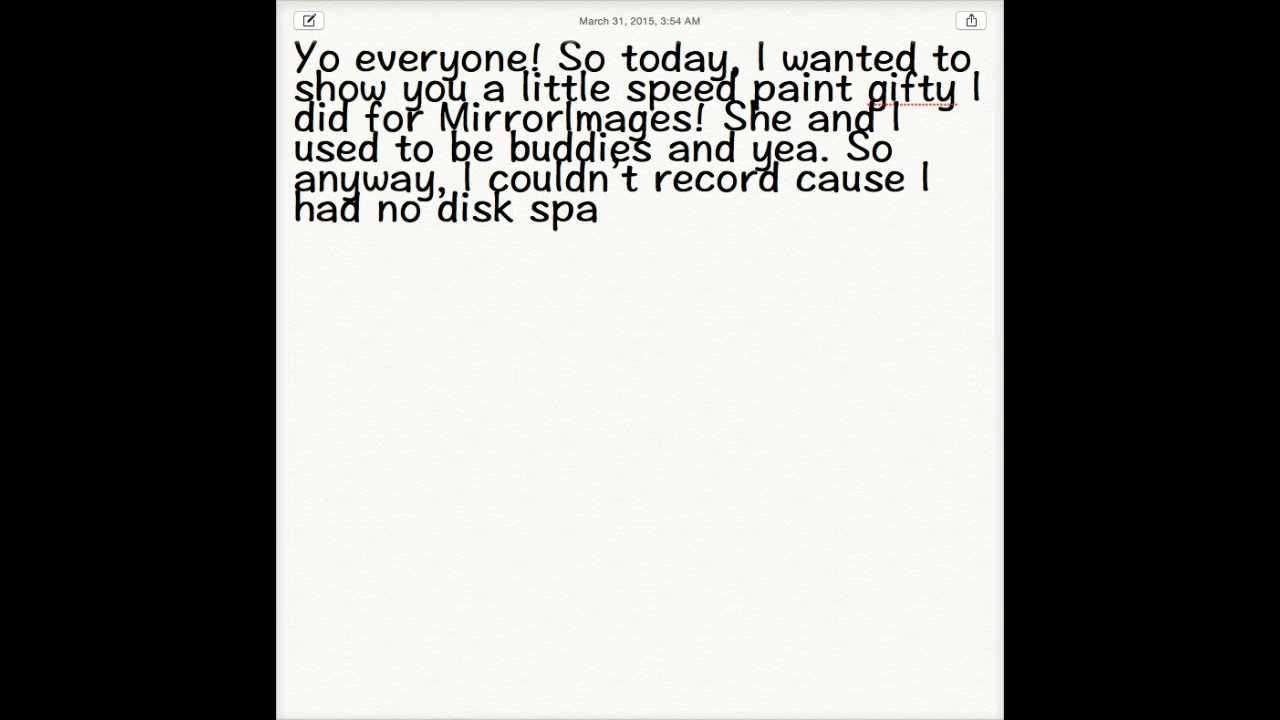 March 31, 2015, 3:54 AM
Yo everyone! So today, I wanted to
show you a little speed paint gifty I
did for MirrorImages! She and I
used to be buddies and yea. So
anyway, I couldn't record cause I
had no disk spa